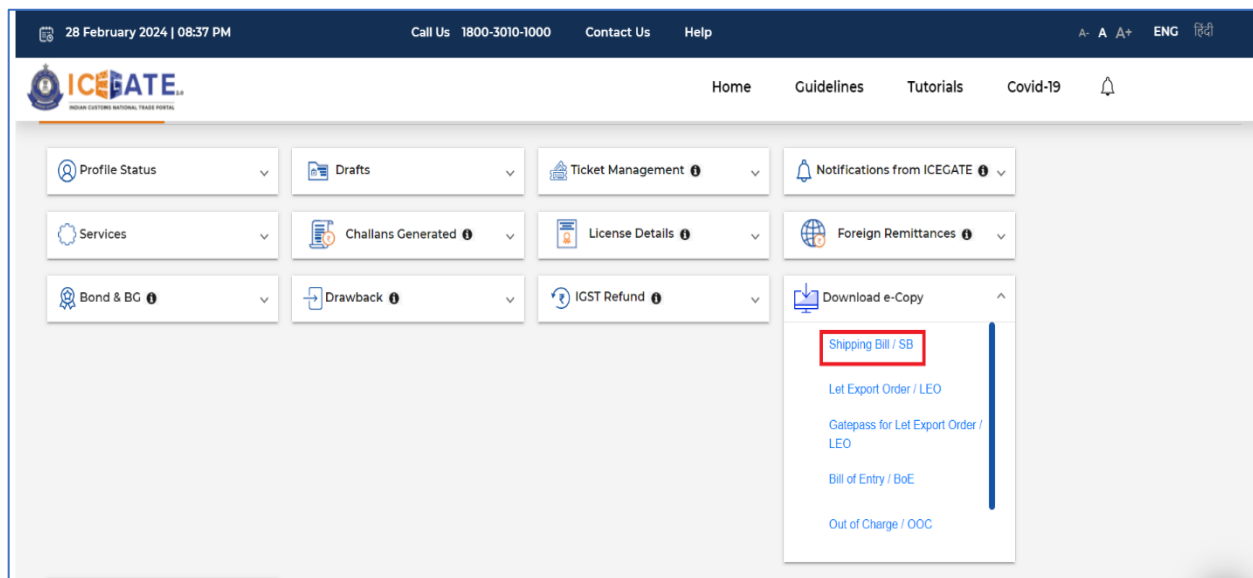 28 February 2024 | 08:37 PM Call Us 1800-3010-1000 Contact Us Help A- A A+ ENG हिंदी
ICEGATE 2.0
INDIAN CUSTOMS NATIONAL TRADE PORTAL
Home Guidelines Tutorials Covid-19
Profile Status Drafts Ticket Management Notifications from ICEGATE
Services Challans Generated License Details Foreign Remittances
Bond & BG Drawback IGST Refund Download e-Copy
Shipping Bill / SB
Let Export Order / LEO
Gatepass for Let Export Order /
LEO
Bill of Entry / BoE
Out of Charge / OOC